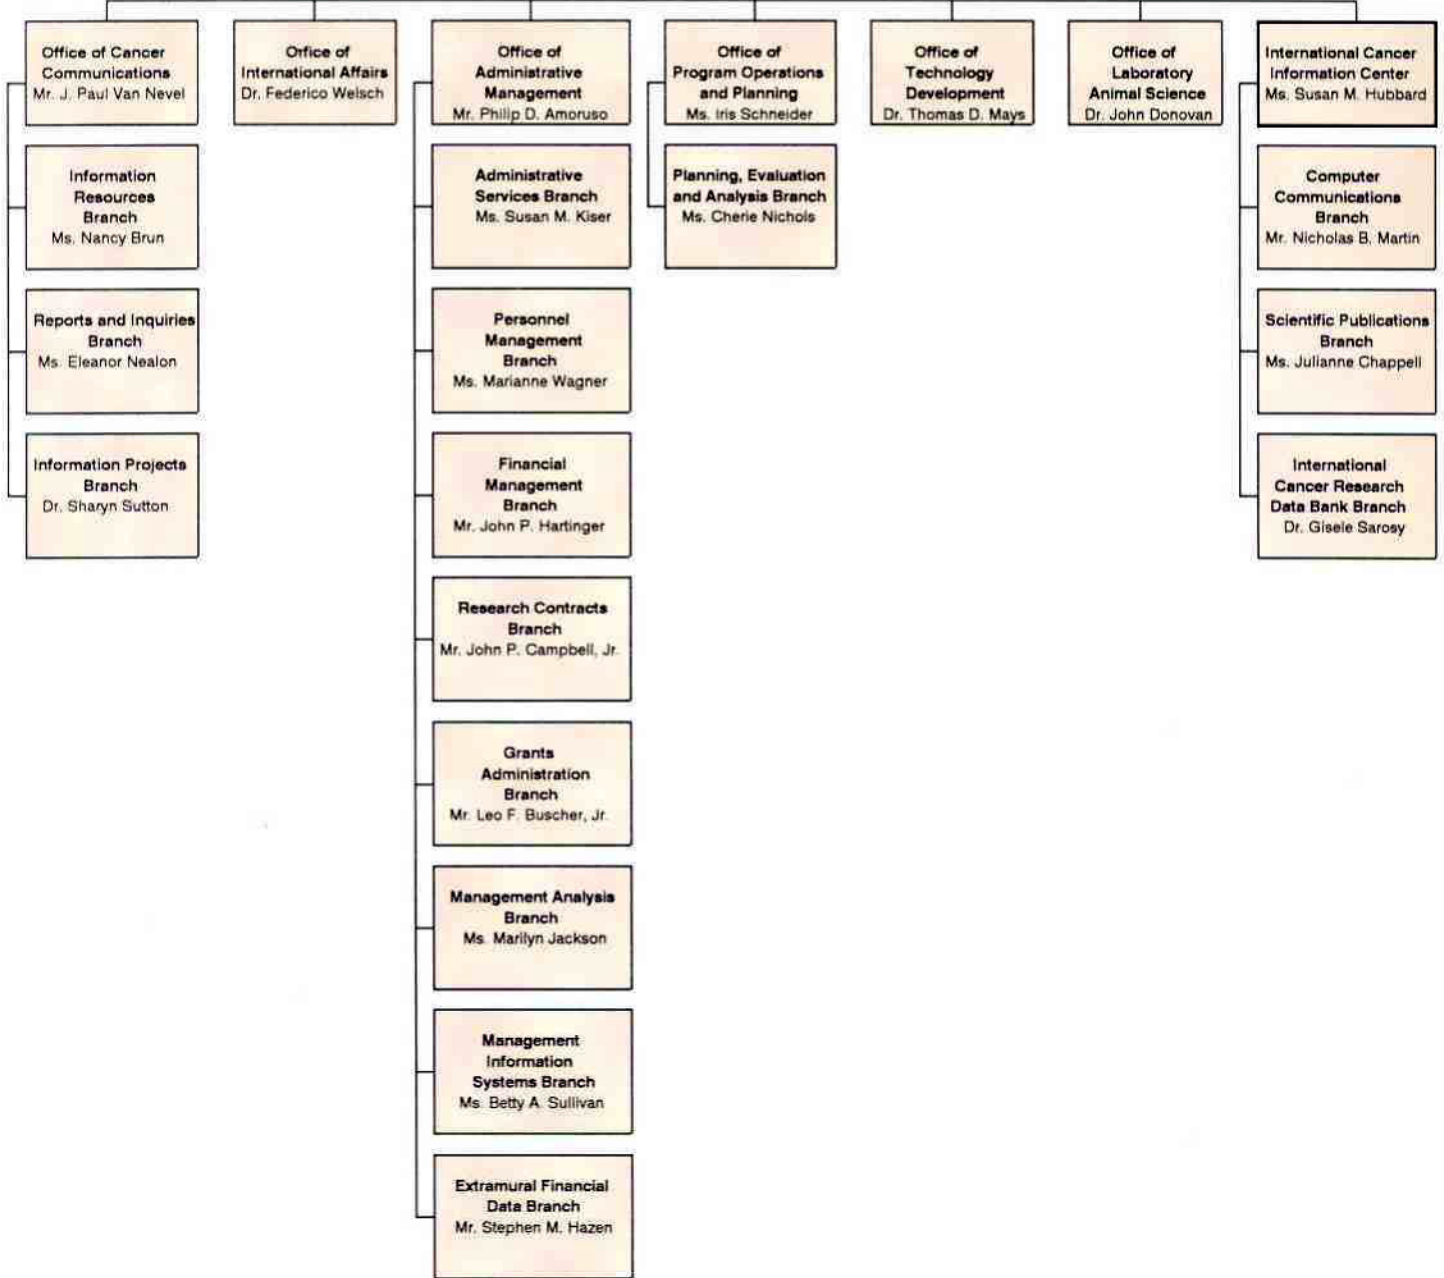 Office of Cancer
Communications
Mr. J. Paul Van Nevel
Office of
International Affairs
Dr. Federico Welsch
Office of
Administrative
Management
Mr. Philip D. Amoruso
Office of
Program Operations
and Planning
Ms. Iris Schneider
Office of
Technology
Development
Dr. Thomas D. Mays
Office of
Laboratory
Animal Science
Dr. John Donovan
International Cancer
Information Center
Ms. Susan M. Hubbard
Information
Resources
Branch
Ms. Nancy Brun
Reports and Inquiries
Branch
Ms. Eleanor Nealon
Information Projects
Branch
Dr. Sharyn Sutton
Administrative
Services Branch
Ms. Susan M. Kiser
Personnel
Management
Branch
Ms. Marianne Wagner
Financial
Management
Branch
Mr. John P. Hartinger
Research Contracts
Branch
Mr. John P. Campbell, Jr.
Grants
Administration
Branch
Mr. Leo F. Buscher, Jr.
Management Analysis
Branch
Ms. Marilyn Jackson
Management
Information
Systems Branch
Ms. Betty A. Sullivan
Extramural Financial
Data Branch
Mr. Stephen M. Hazen
Planning, Evaluation
and Analysis Branch
Ms. Cherie Nichols
Computer
Communications
Branch
Mr. Nicholas B. Martin
Scientific Publications
Branch
Ms. Julianne Chappell
International
Cancer Research
Data Bank Branch
Dr. Gisele Sarosy